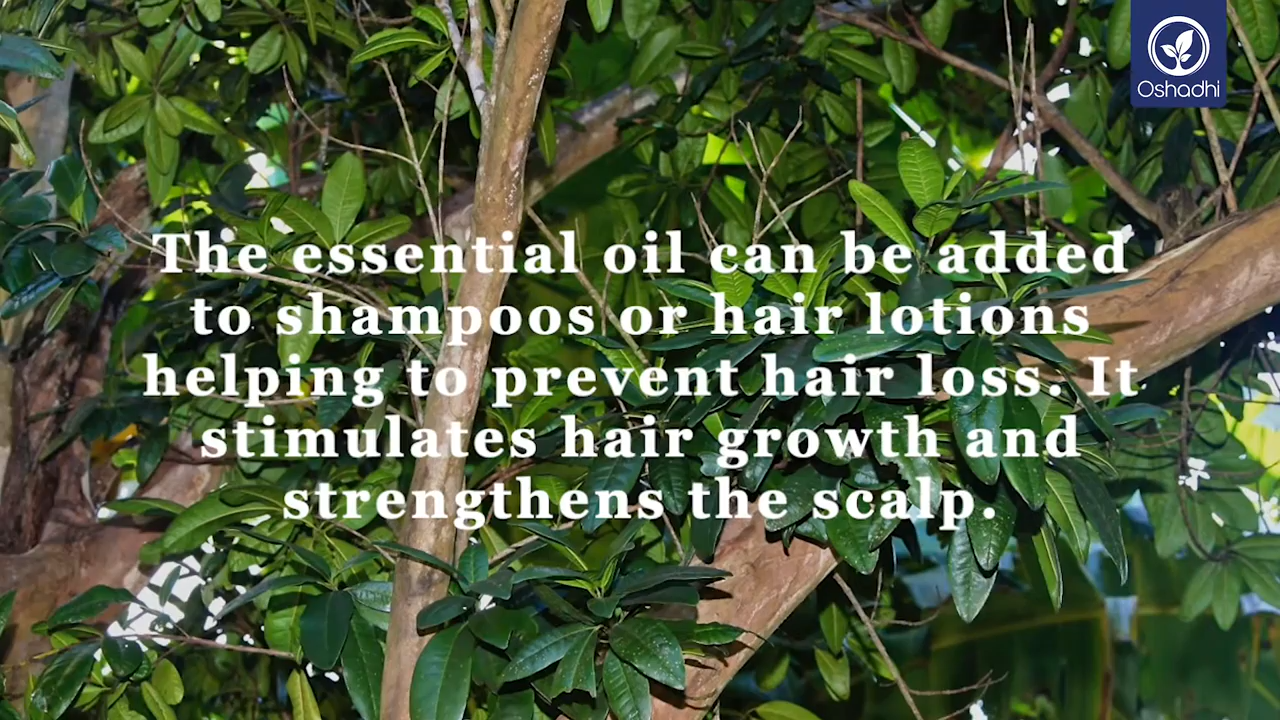 Oshadhi
The essential oil can be added
to shampoos or hair lotions
helping to prevent hair loss. It
stimulates hair growth and
strengthens the scalp.